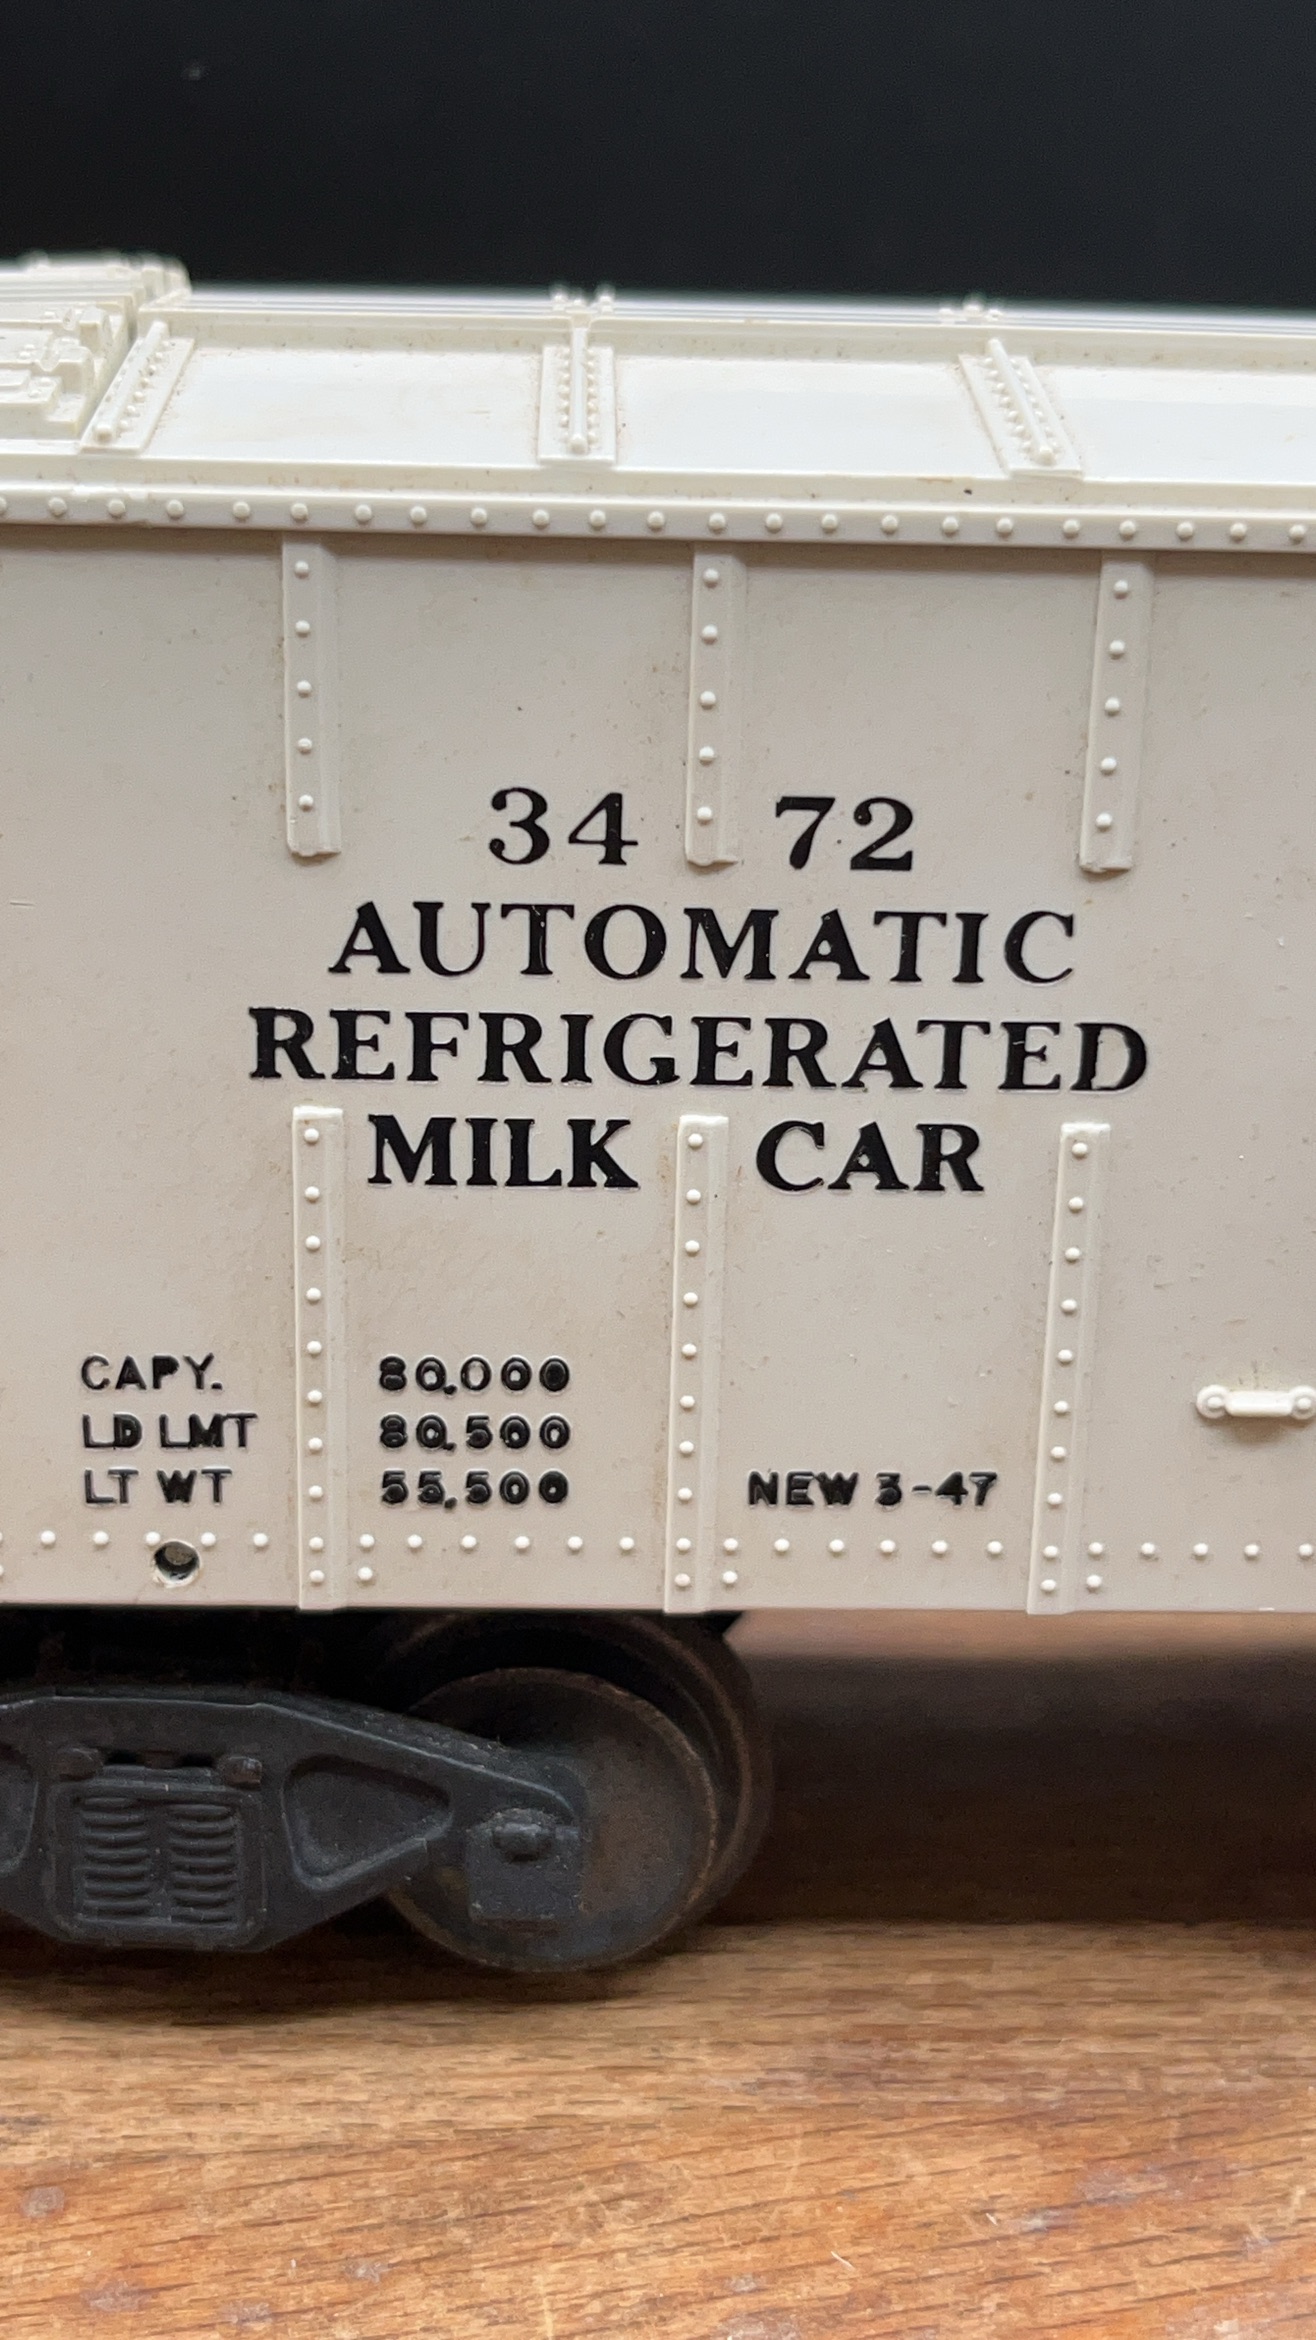 34 72
AUTOMATIC
REFRIGERATED
MILK CAR
CAPY. 80,000
LD LMT 80,500
LT WT 55,500 NEW 3-47